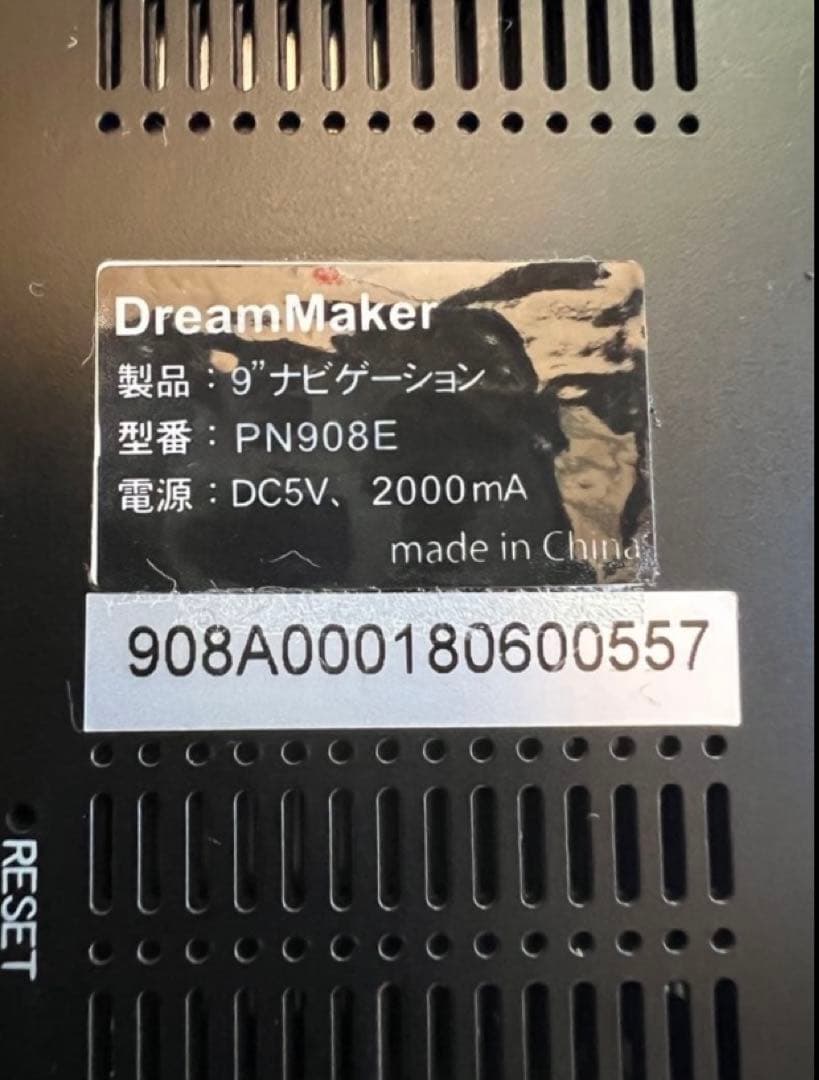 DreamMaker
製品：9”ナビゲーション
型番：PN908E
電源：DC5V、2000mA
made in China
908A000180600557
RESET